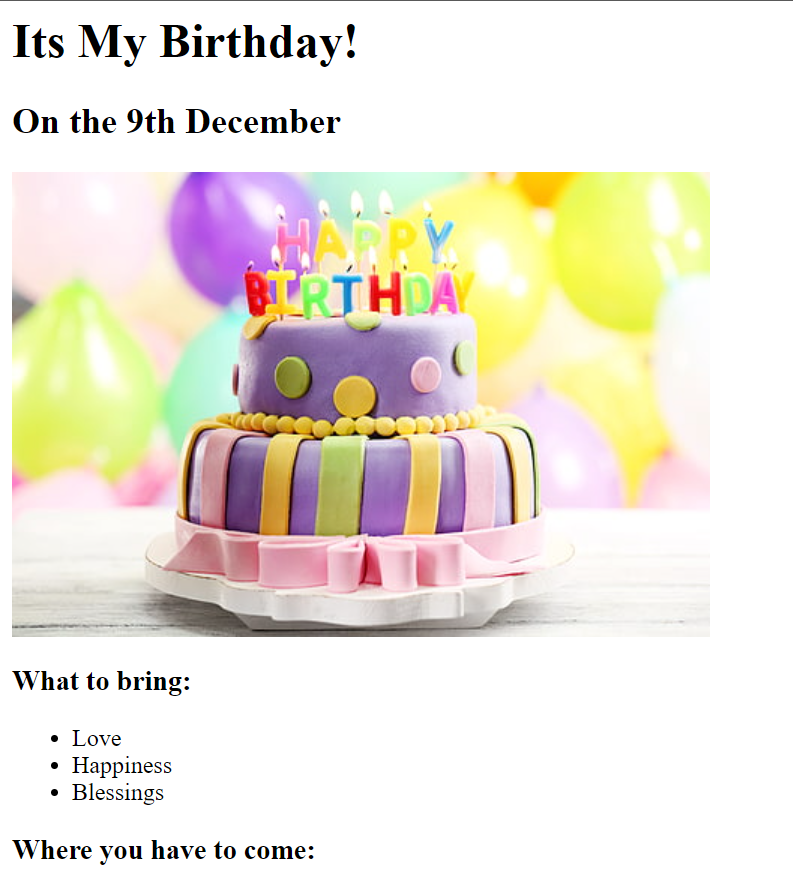 Its My Birthday!
On the 9th December
HAPPY
BIRTHDAY
What to bring:
Love
Happiness
Blessings
Where you have to come: